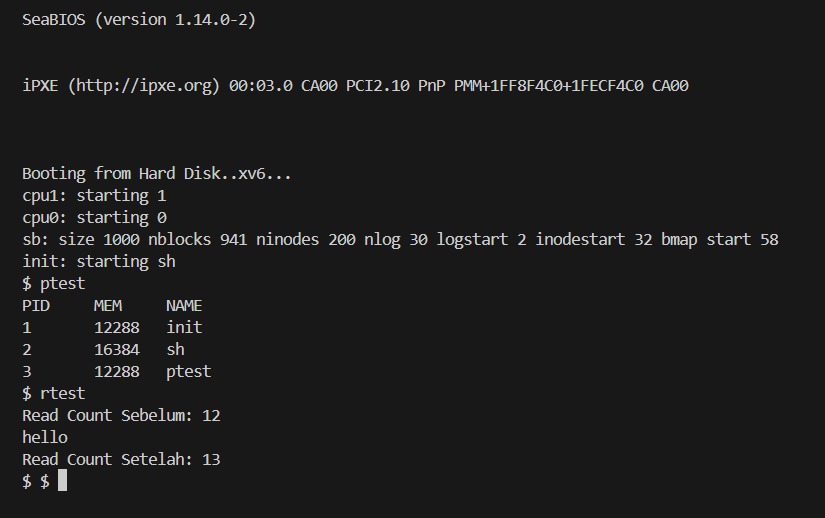 SeaBIOS (version 1.14.0-2)
iPXE (http://ipxe.org) 00:03.0 CA00 PCI2.10 PnP PMM+1FF8F4C0+1FECF4C0 CA00
Booting from Hard Disk..xv6...
cpu1: starting 1
cpu0: starting 0
sb: size 1000 nblocks 941 ninodes 200 nlog 30 logstart 2 inodestart 32 bmap start 58
init: starting sh
$ ptest
PID MEM NAME
1 12288 init
2 16384 sh
3 12288 ptest
$ rtest
Read Count Sebelum: 12
hello
Read Count Setelah: 13
$ $